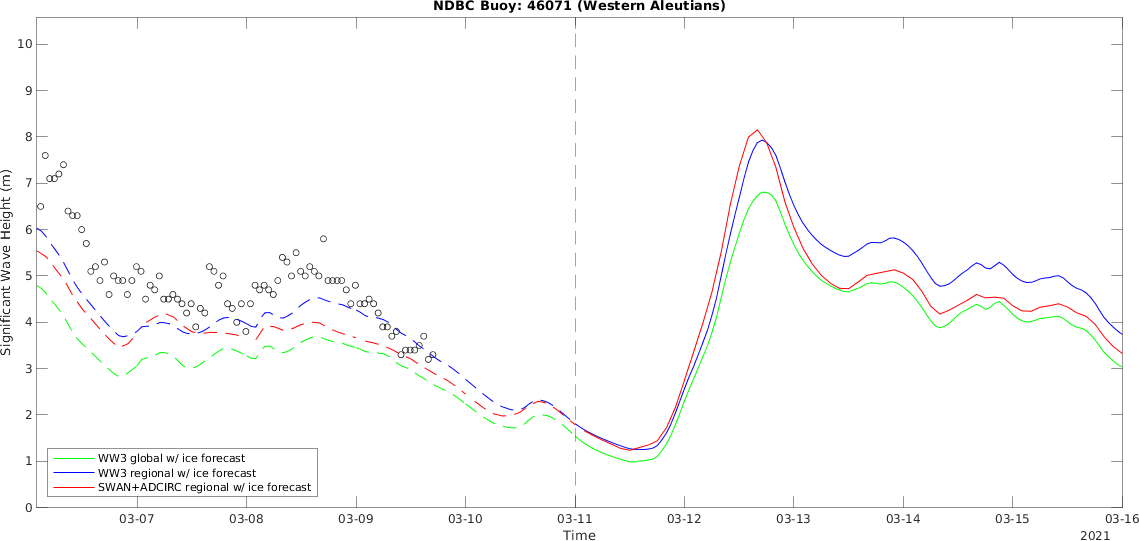 NDBC Buoy: 46071 (Western Aleutians)
Significant Wave Height (m)
10
9
8
7
6
5
4
3
2
1
0
WW3 global w/ ice forecast
WW3 regional w/ ice forecast
SWAN+ADCIRC regional w/ ice forecast
03-07 03-08 03-09 03-10 03-11 03-12 03-13 03-14 03-15 03-16
Time
2021